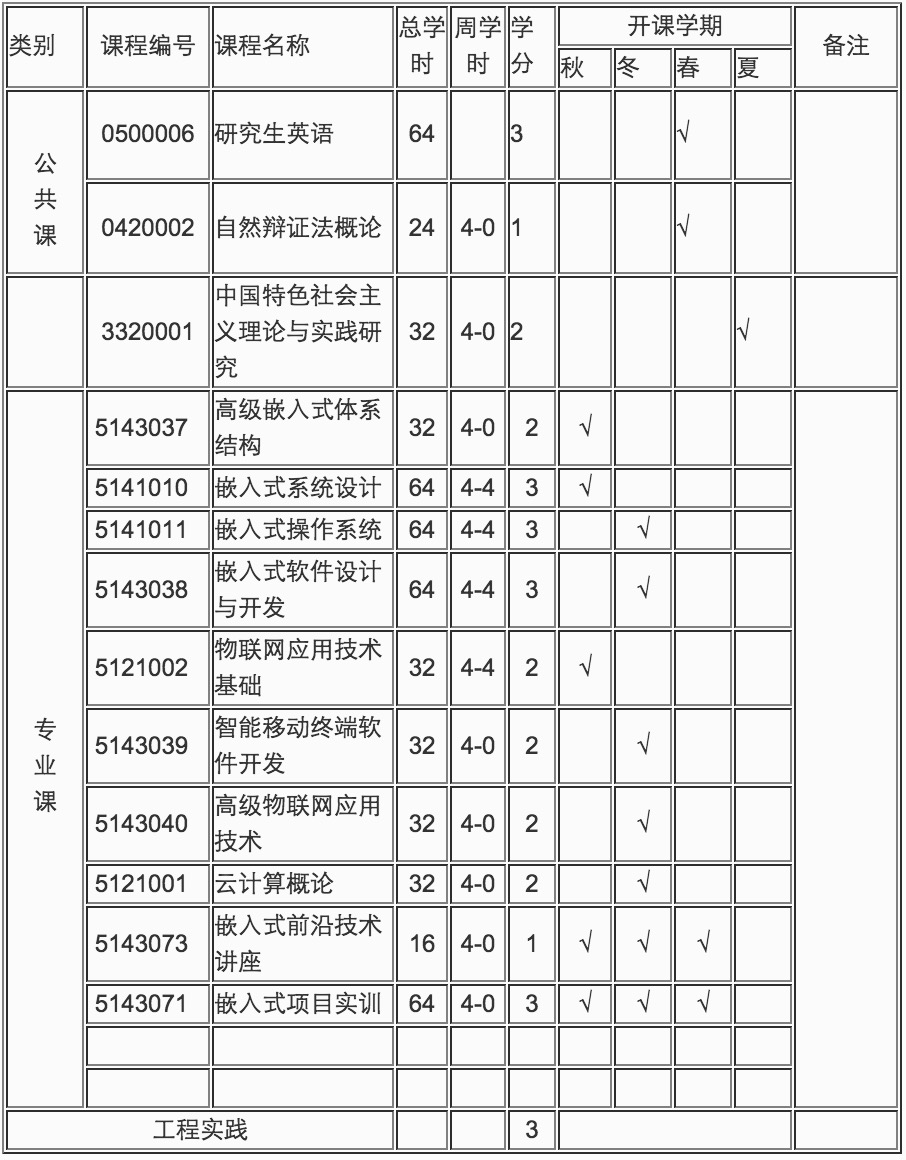 类别 课程编号 课程名称 总学时 周学时 学分 开课学期 备注
秋 冬 春 夏
公共课
0500006 研究生英语 64 3 √
0420002 自然辩证法概论 24 4-0 1 √
3320001 中国特色社会主义理论与实践研究 32 4-0 2 √
专业课
5143037 高级嵌入式体系结构 32 4-0 2 √
5141010 嵌入式系统设计 64 4-4 3 √
5141011 嵌入式操作系统 64 4-4 3 √
5143038 嵌入式软件设计与开发 64 4-4 3 √
5121002 物联网应用技术基础 32 4-4 2 √
5143039 智能移动终端软件开发 32 4-0 2 √
5143040 高级物联网应用技术 32 4-0 2 √
5121001 云计算概论 32 4-0 2 √
5143073 嵌入式前沿技术讲座 16 4-0 1 √ √ √
5143071 嵌入式项目实训 64 4-0 3 √ √ √
工程实践 3